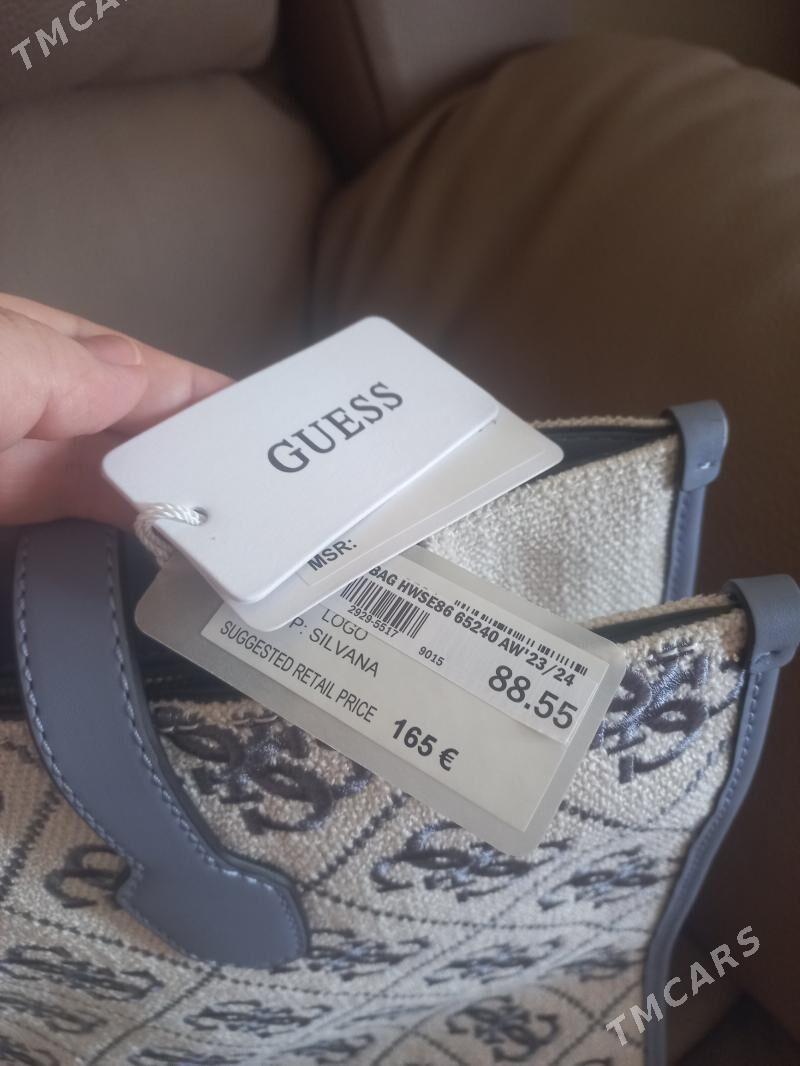 TMCARS
GUESS
MSR:
BAG HWSE86 65240 AW'23/24
2929-5517
9015
88.55
LOGO
P: SILVANA
SUGGESTED RETAIL PRICE
165 €
TMCARS